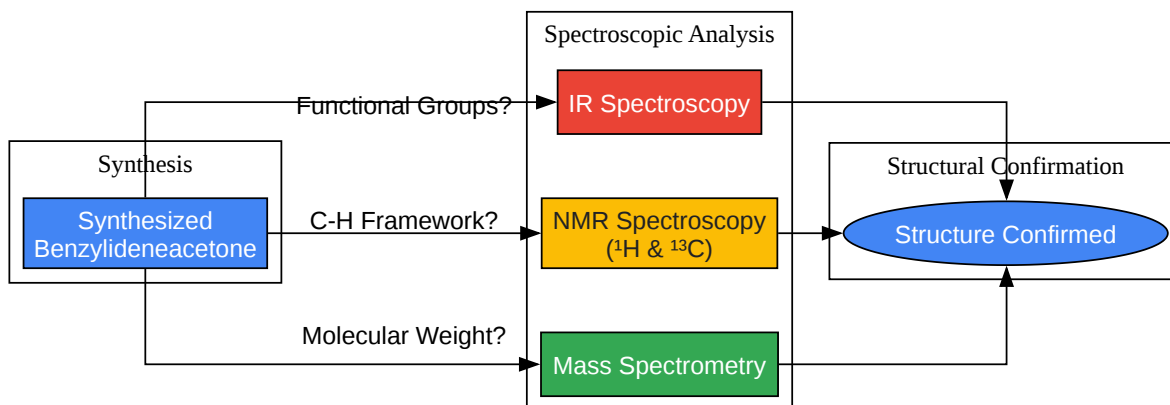 Spectroscopic Analysis
Functional Groups?
IR Spectroscopy
Synthesis
Structural Confirmation
Synthesized
Benzylideneacetone
C-H Framework?
NMR Spectroscopy
(¹H & ¹³C)
Structure Confirmed
Molecular Weight?
Mass Spectrometry